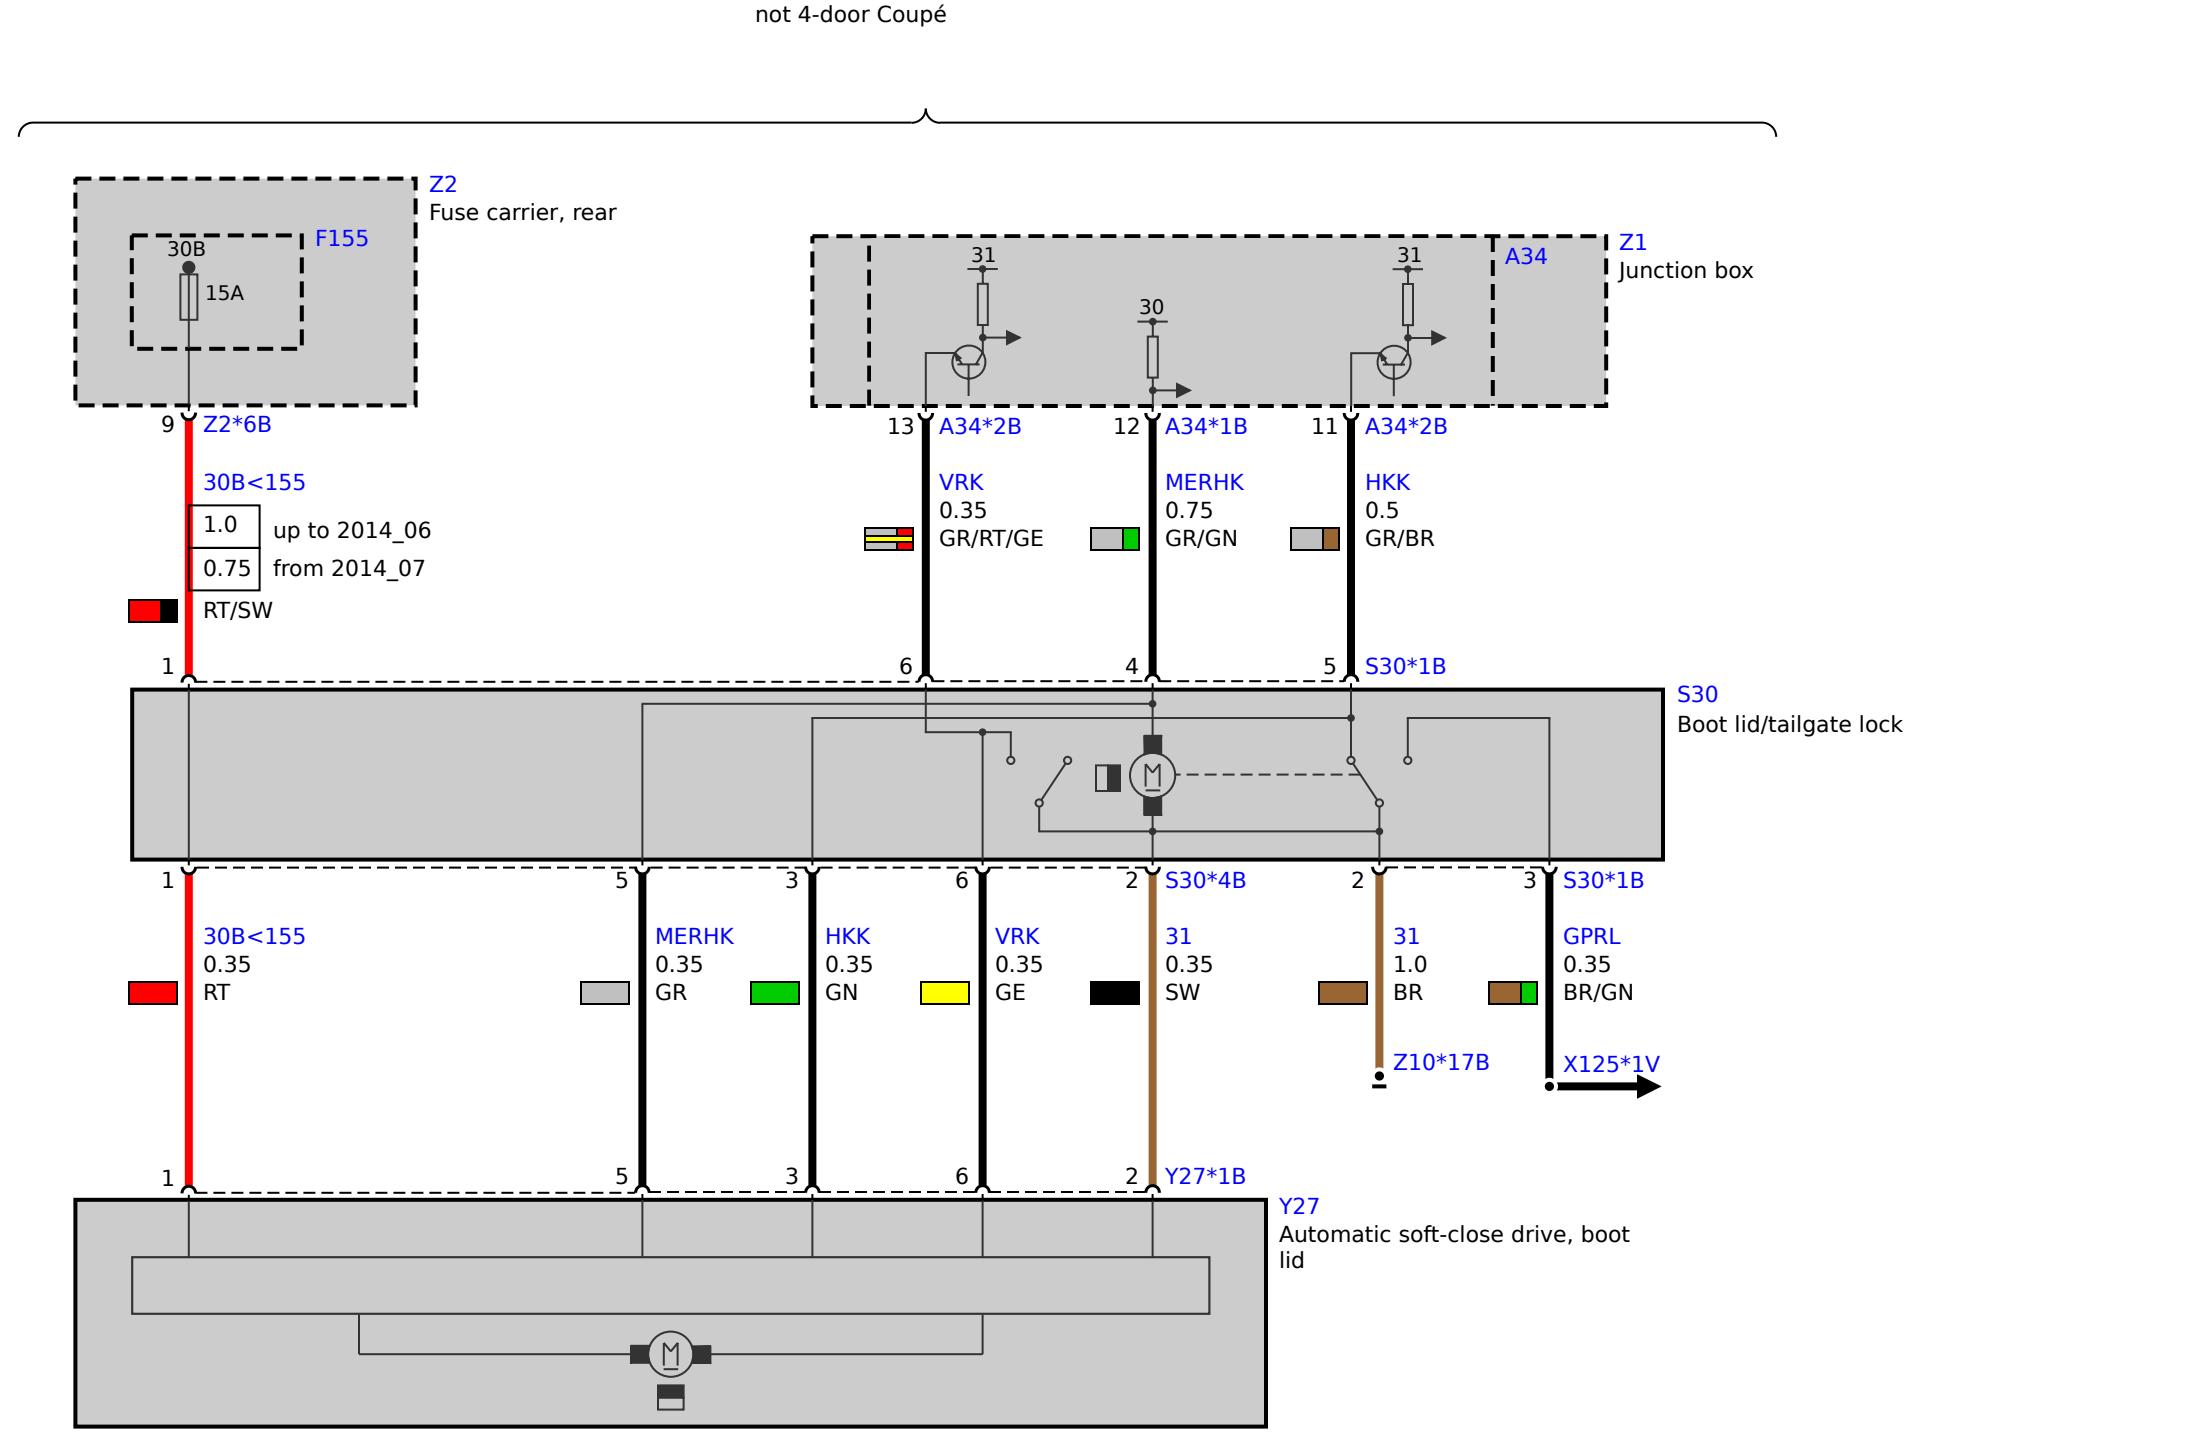 not 4-door Coupé
Z2
Fuse carrier, rear
F155
30B
15A
Z1
Junction box
A34
31
30
31
9 Z2*6B
13 A34*2B
12 A34*1B
11 A34*2B
30B<155
1.0 up to 2014_06
0.75 from 2014_07
RT/SW
VRK
0.35
GR/RT/GE
MERHK
0.75
GR/GN
HKK
0.5
GR/BR
1 6 4 5 S30*1B
S30
Boot lid/tailgate lock
M
1 5 3 6 2 S30*4B 2 3 S30*1B
30B<155
0.35
RT
MERHK
0.35
GR
HKK
0.35
GN
VRK
0.35
GE
31
0.35
SW
31
1.0
BR
GPRL
0.35
BR/GN
Z10*17B
X125*1V
1 5 3 6 2 Y27*1B
Y27
Automatic soft-close drive, boot
lid
M